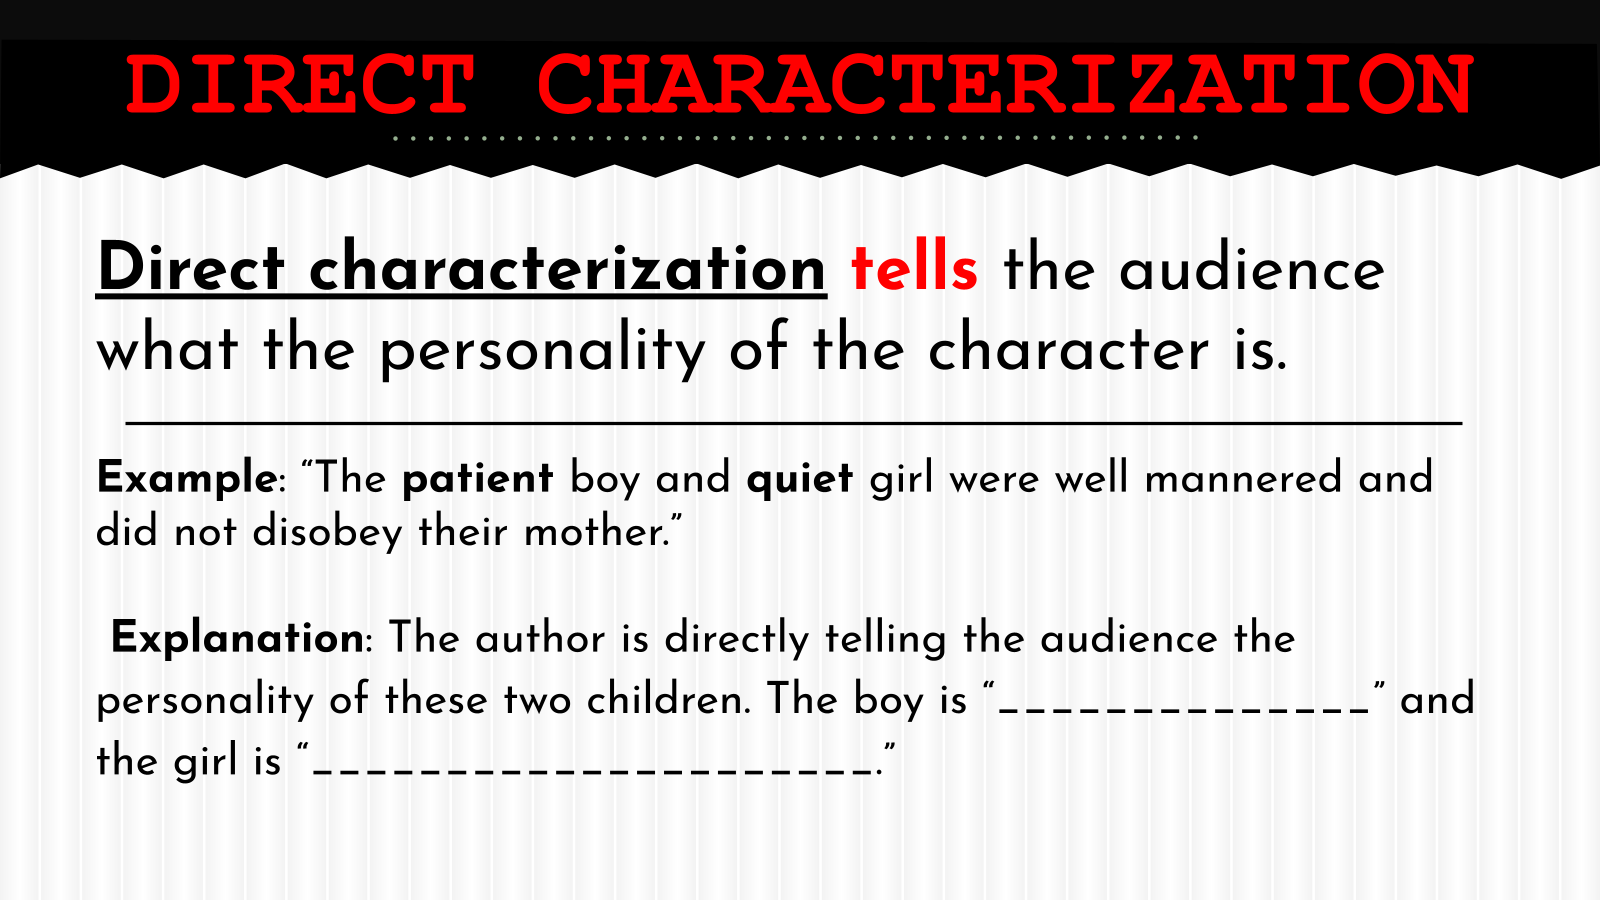 DIRECT CHARACTERIZATION
Direct characterization tells the audience
what the personality of the character is.
Example: “The patient boy and quiet girl were well mannered and
did not disobey their mother.”
Explanation: The author is directly telling the audience the
personality of these two children. The boy is “______________” and
the girl is “_____________________.”